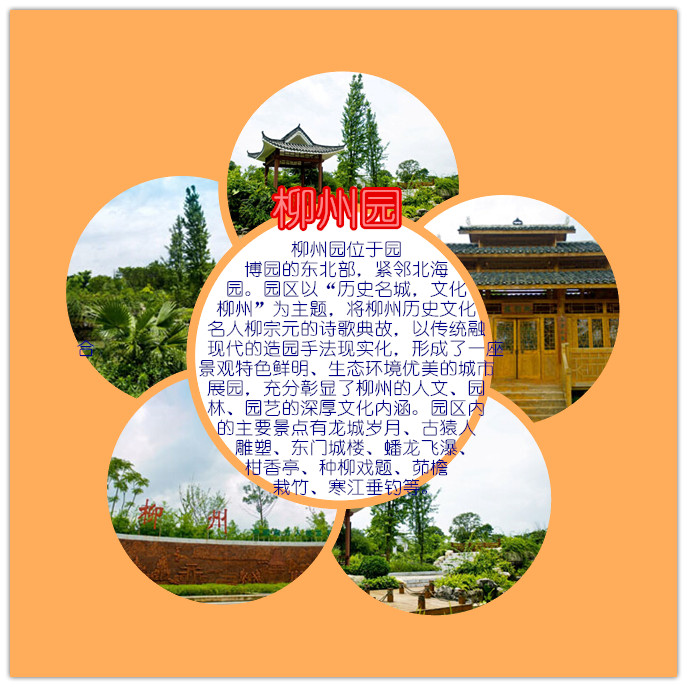 柳州园
柳州园位于园
博园的东北部，紧邻北海
园。园区以“历史名城，文化
柳州”为主题，将柳州历史文化
名人柳宗元的诗歌典故，以传统融
合
现代的造园手法现实化，形成了一座
景观特色鲜明、生态环境优美的城市
展园，充分彰显了柳州的人文、园
林、园艺的深厚文化内涵。园区内
的主要景点有龙城岁月、古猿人
雕塑、东门城楼、蟠龙飞瀑、
柑香亭、种柳戏题、茆檐
栽竹、寒江垂钓等。
柳州